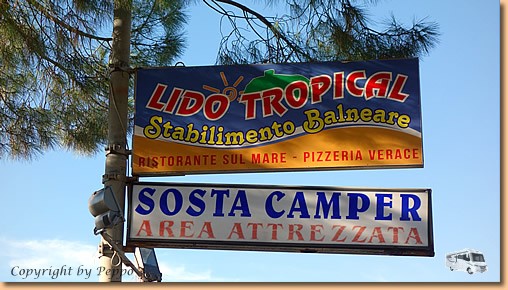 LIDO TROPICAL
Stabilimento Balneare
RISTORANTE SUL MARE - PIZZERIA VERACE
SOSTA CAMPER
AREA ATTREZZATA
Copyright by Peppo